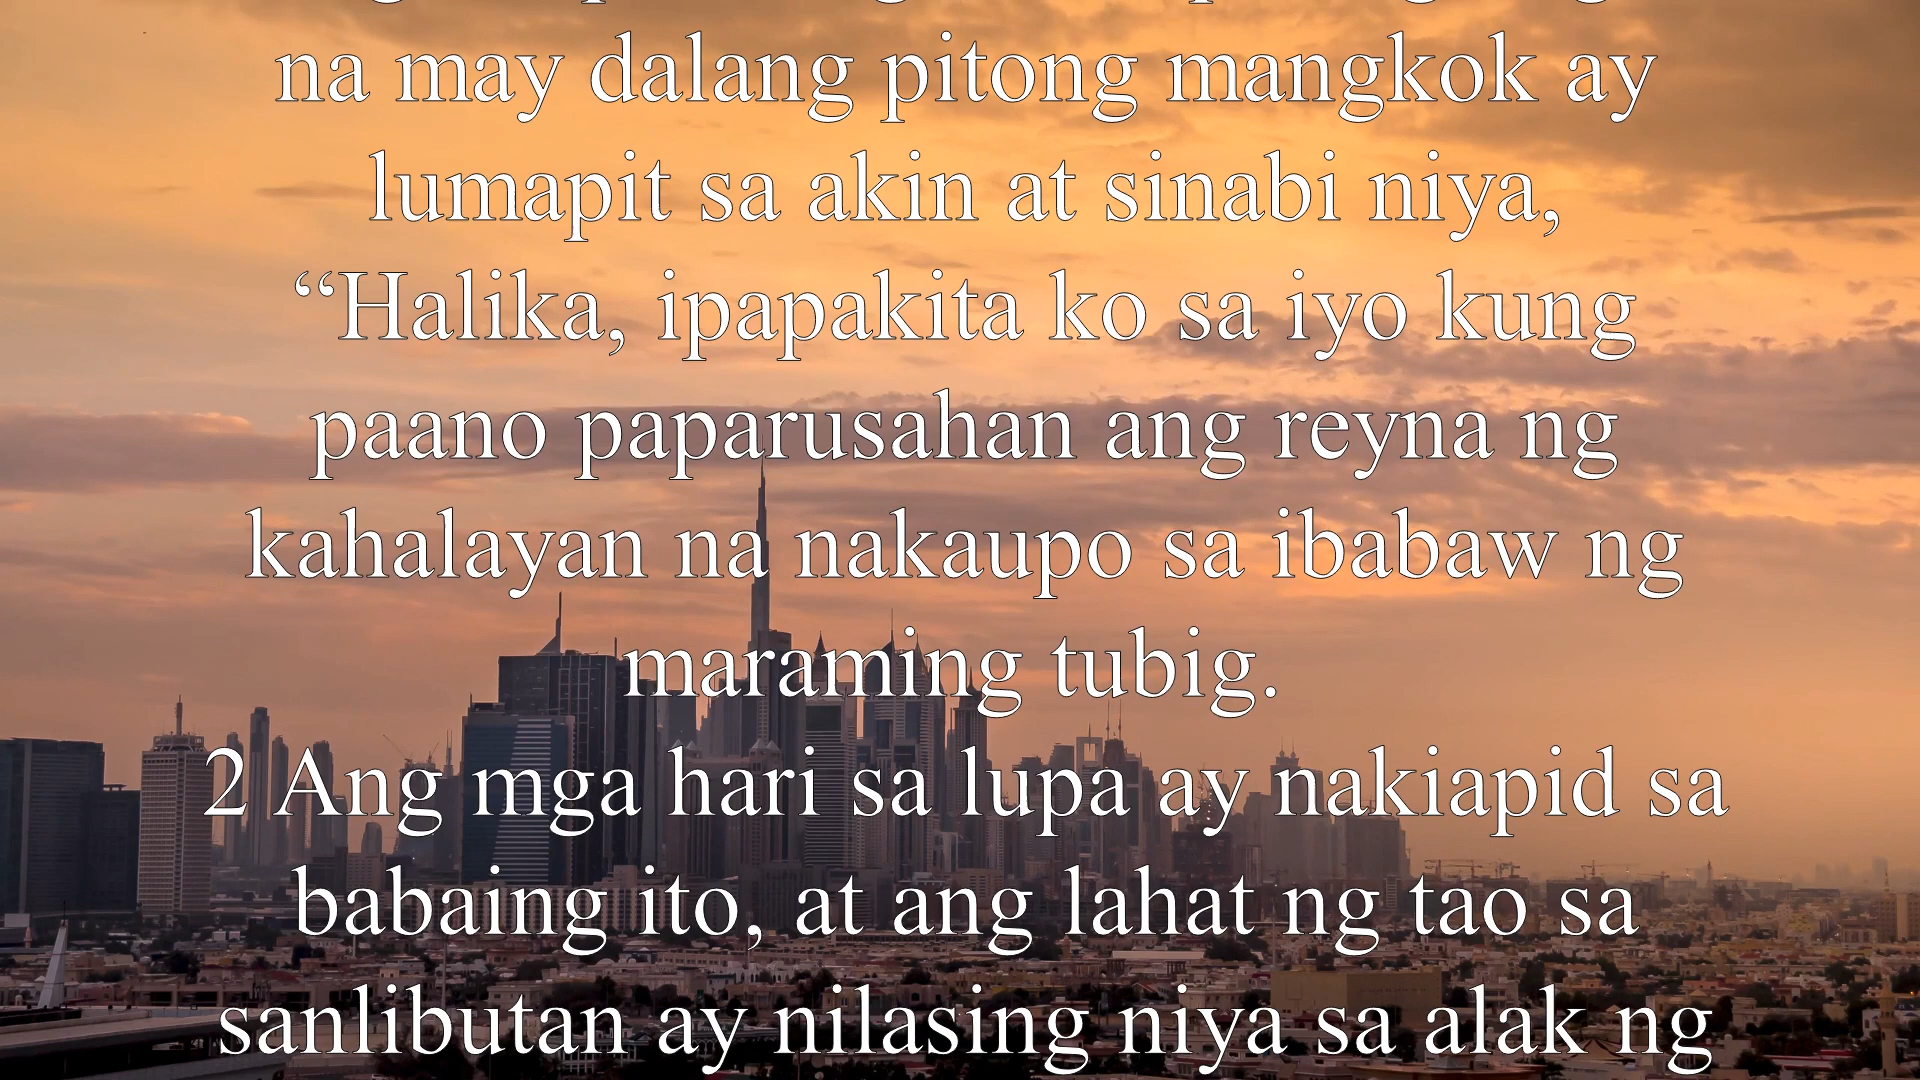 na may dalang pitong mangkok ay
lumapit sa akin at sinabi niya,
“Halika, ipapakita ko sa iyo kung
paano paparusahan ang reyna ng
kahalayan na nakaupo sa ibabaw ng
maraming tubig.
2 Ang mga hari sa lupa ay nakiapid sa
babaing ito, at ang lahat ng tao sa
sanlibutan ay nilasing niya sa alak ng